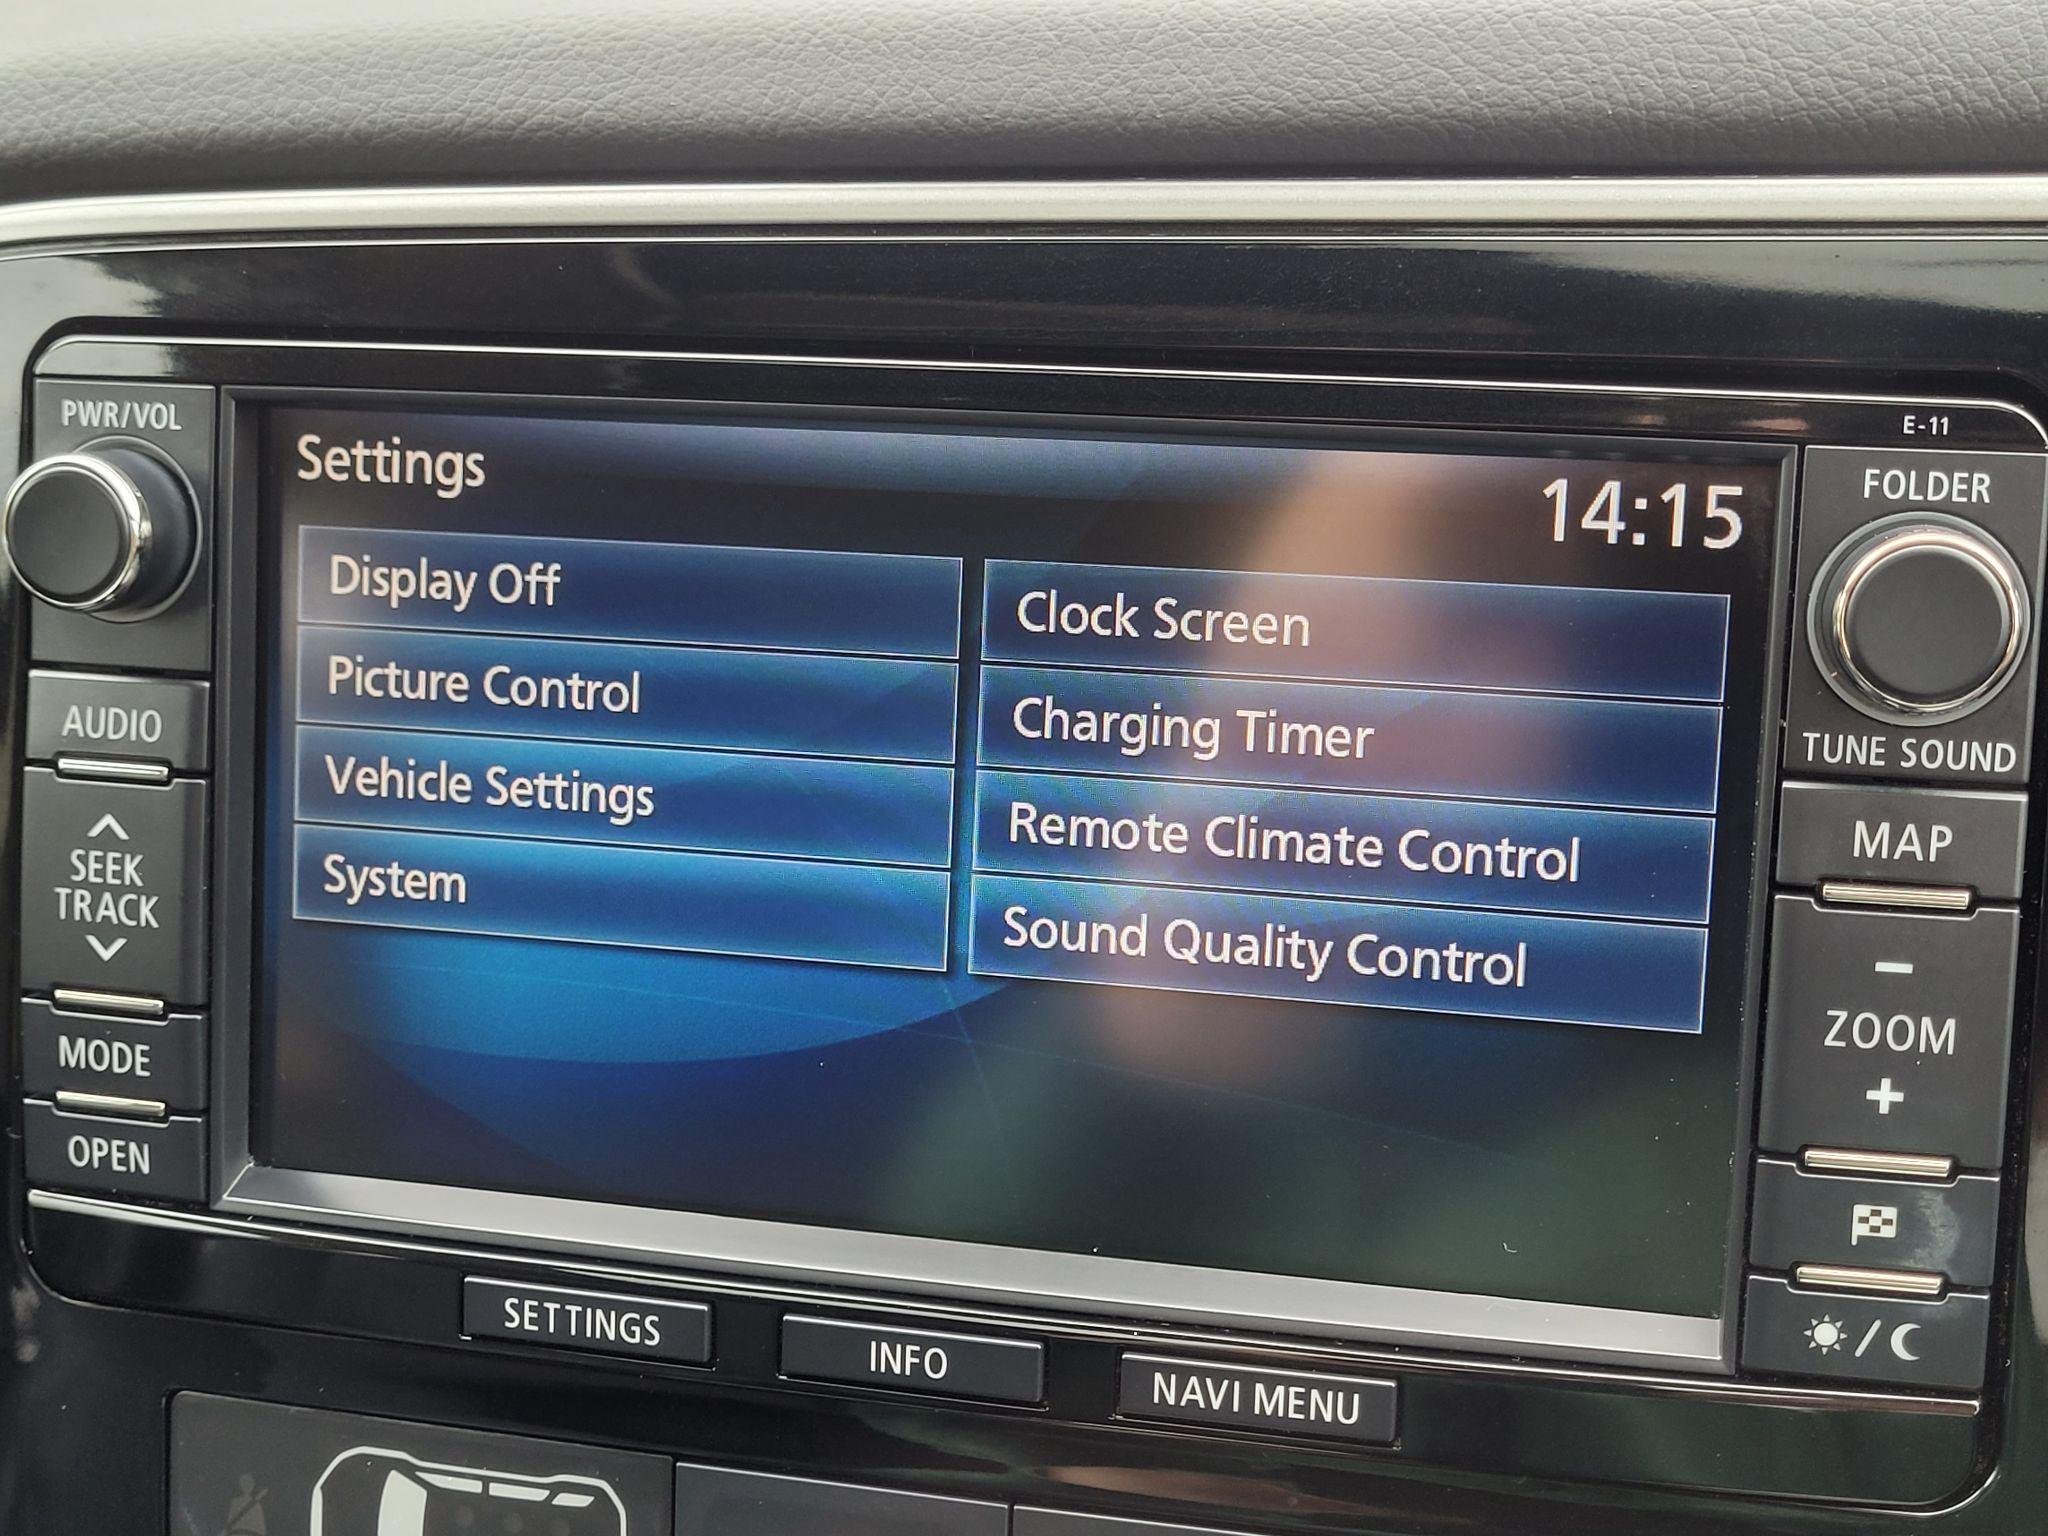 PWR/VOL
AUDIO
SEEK
TRACK
MODE
OPEN
Settings
14:15
Display Off
Clock Screen
Picture Control
Charging Timer
Vehicle Settings
Remote Climate Control
System
Sound Quality Control
SETTINGS
INFO
NAVI MENU
E-11
FOLDER
TUNE SOUND
MAP
−
ZOOM
+
/